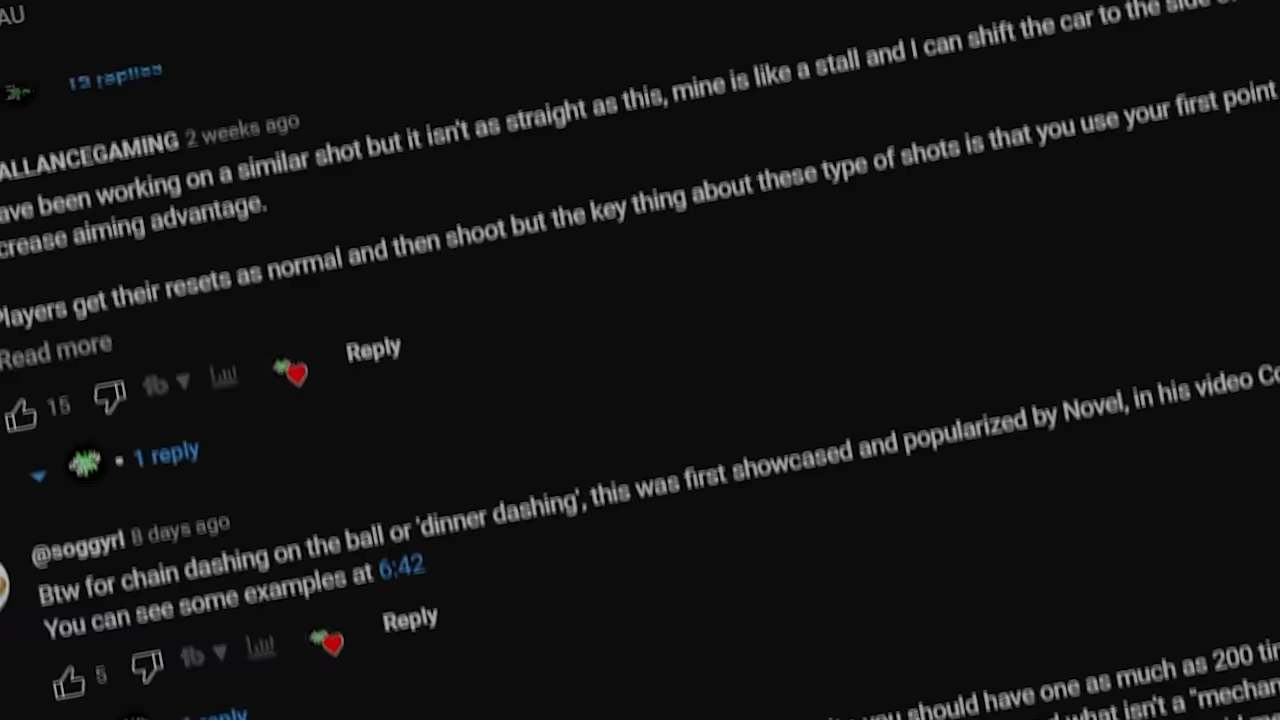 AU
12 replies
ALLANCEGAMING 2 weeks ago
ave been working on a similar shot but it isn't as straight as this, mine is like a stall and I can shift the car to the side
crease aiming advantage.
Players get their resets as normal and then shoot but the key thing about these type of shots is that you use your first point
Read more
15
Reply
• 1 reply
@soggyrl 8 days ago
Btw for chain dashing on the ball or 'dinner dashing', this was first showcased and popularized by Novel, in his video Co
You can see some examples at 6:42
5
Reply
reply
you should have one as much as 200 tin
what isn't a "mechan